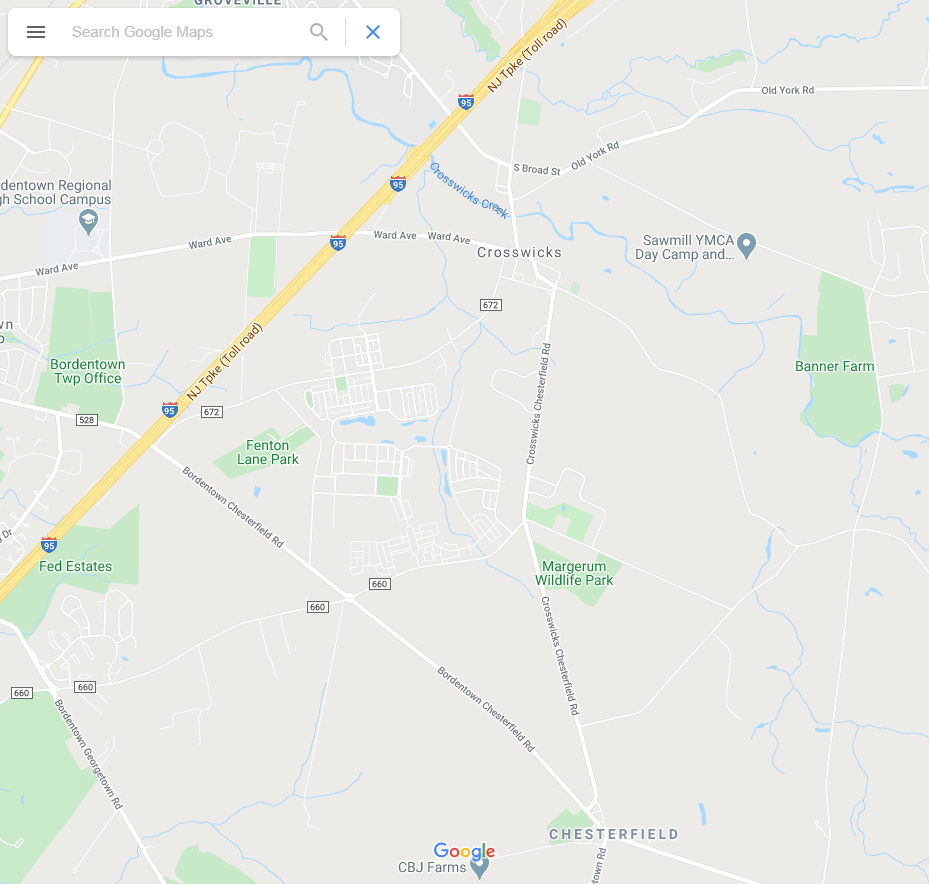 GROVEVILLE
Search Google Maps
NJ Tpke (Toll road)
95
Old York Rd
Old York Rd
S Broad St
95
Crosswicks Creek
Regional
School Campus
Ward Ave
Ward Ave
Ward Ave
Ward Ave
95
Crosswicks
Sawmill YMCA
Day Camp and...
672
NJ Tpke (Toll road)
Bordentown
Twp Office
Crosswicks Chesterfield Rd
Banner Farm
95
672
528
Fenton
Lane Park
Bordentown Chesterfield Rd
Dr
95
Fed Estates
Margerum
Wildlife Park
660
660
Crosswicks Chesterfield Rd
660
660
Bordentown Chesterfield Rd
Bordentown Georgetown Rd
CHESTERFIELD
Google
CBJ Farms